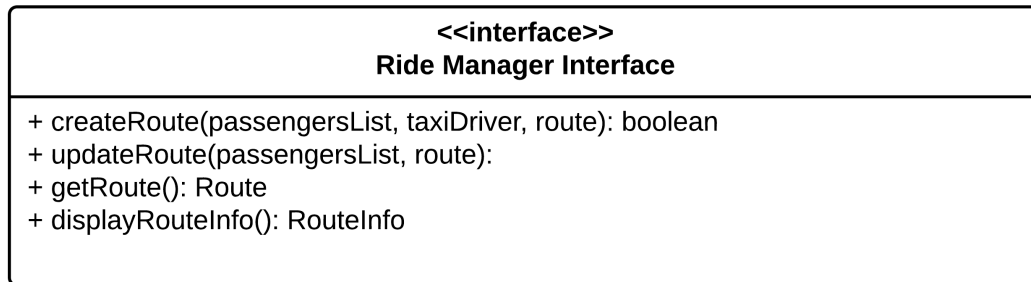 <<interface>>
Ride Manager Interface
+ createRoute(passengersList, taxiDriver, route): boolean
+ updateRoute(passengersList, route):
+ getRoute(): Route
+ displayRouteInfo(): RouteInfo